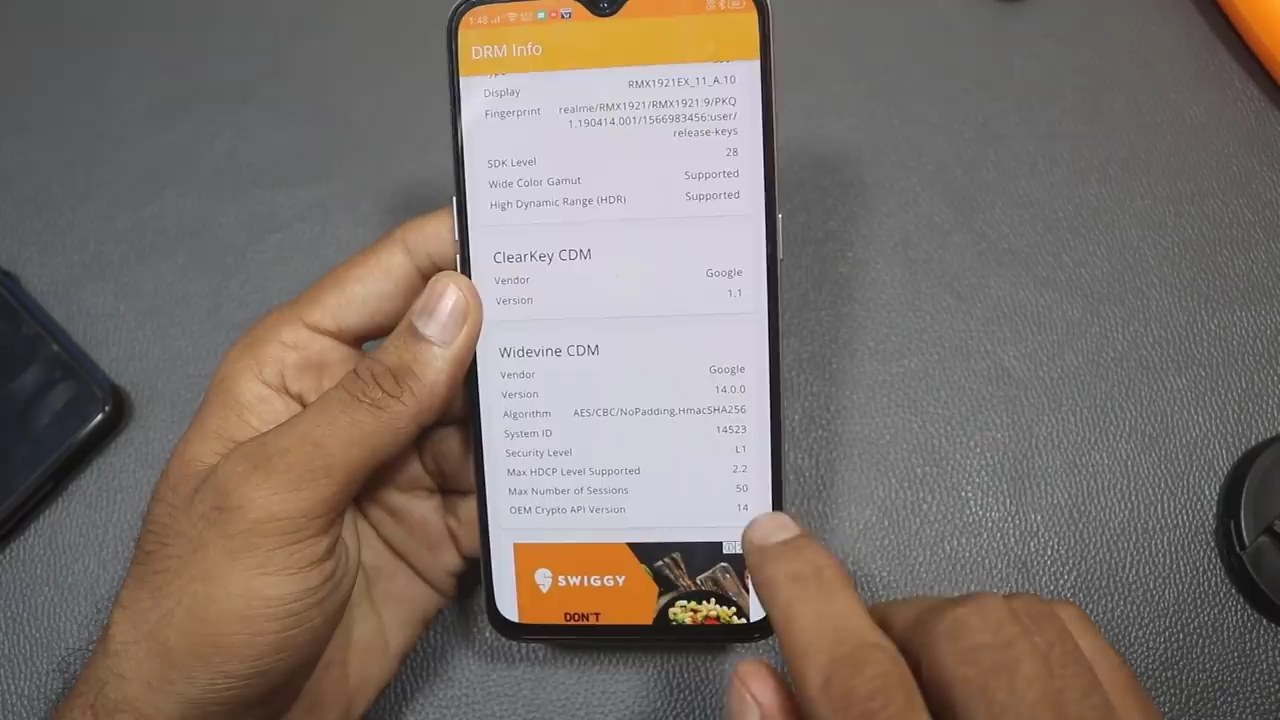 1:48
DRM Info
Display RMX1921EX_11_A.10
Fingerprint realme/RMX1921/RMX1921:9/PKQ
1.190414.001/1566983456:user/
release-keys
SDK Level 28
Wide Color Gamut Supported
High Dynamic Range (HDR) Supported
ClearKey CDM
Vendor Google
Version 1.1
Widevine CDM
Vendor Google
Version 14.0.0
Algorithm AES/CBC/NoPadding,HmacSHA256
System ID 14523
Security Level L1
Max HDCP Level Supported 2.2
Max Number of Sessions 50
OEM Crypto API Version 14
SWIGGY
DON'T